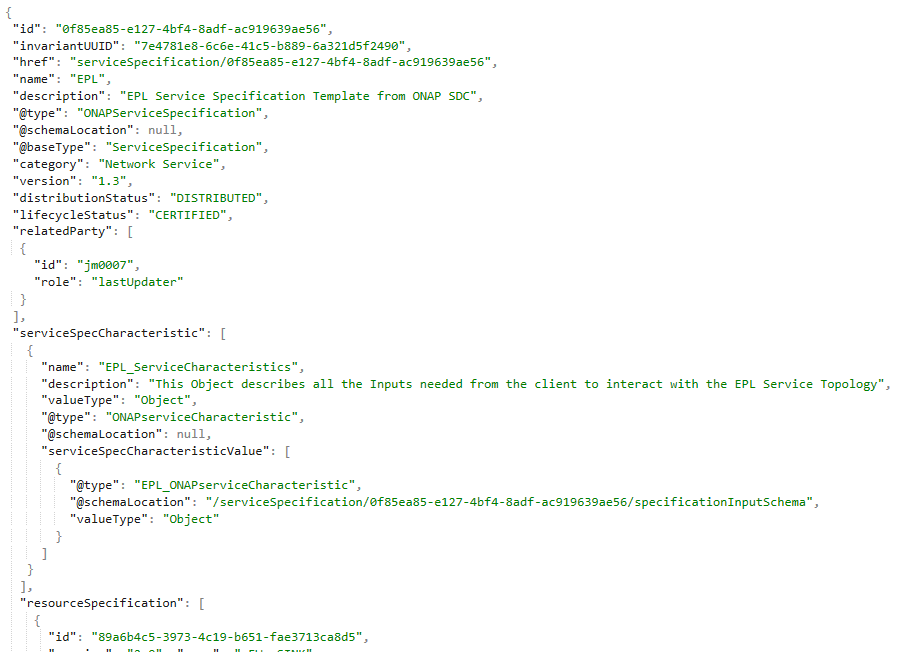 {
"id": "0f85ea85-e127-4bf4-8adf-ac919639ae56",
"invariantUUID": "7e4781e8-6c6e-41c5-b889-6a321d5f2490",
"href": "serviceSpecification/0f85ea85-e127-4bf4-8adf-ac919639ae56",
"name": "EPL",
"description": "EPL Service Specification Template from ONAP SDC",
"@type": "ONAPServiceSpecification",
"@schemaLocation": null,
"@baseType": "ServiceSpecification",
"category": "Network Service",
"version": "1.3",
"distributionStatus": "DISTRIBUTED",
"lifecycleStatus": "CERTIFIED",
"relatedParty": [
{
"id": "jm0007",
"role": "lastUpdater"
}
],
"serviceSpecCharacteristic": [
{
"name": "EPL_ServiceCharacteristics",
"description": "This Object describes all the Inputs needed from the client to interact with the EPL Service Topology",
"valueType": "Object",
"@type": "ONAPserviceCharacteristic",
"@schemaLocation": null,
"serviceSpecCharacteristicValue": [
{
"@type": "EPL_ONAPserviceCharacteristic",
"@schemaLocation": "/serviceSpecification/0f85ea85-e127-4bf4-8adf-ac919639ae56/specificationInputSchema",
"valueType": "Object"
}
]
}
],
"resourceSpecification": [
{
"id": "89a6b4c5-3973-4c19-b651-fae3713ca8d5",